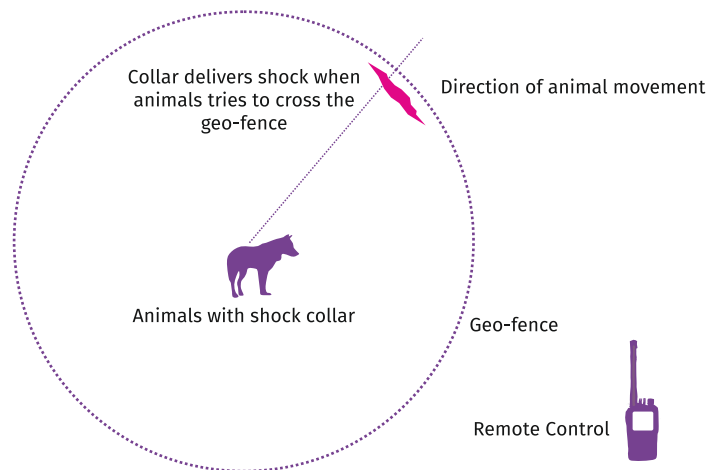 Collar delivers shock when
animals tries to cross the
geo-fence
Direction of animal movement
Animals with shock collar
Geo-fence
Remote Control